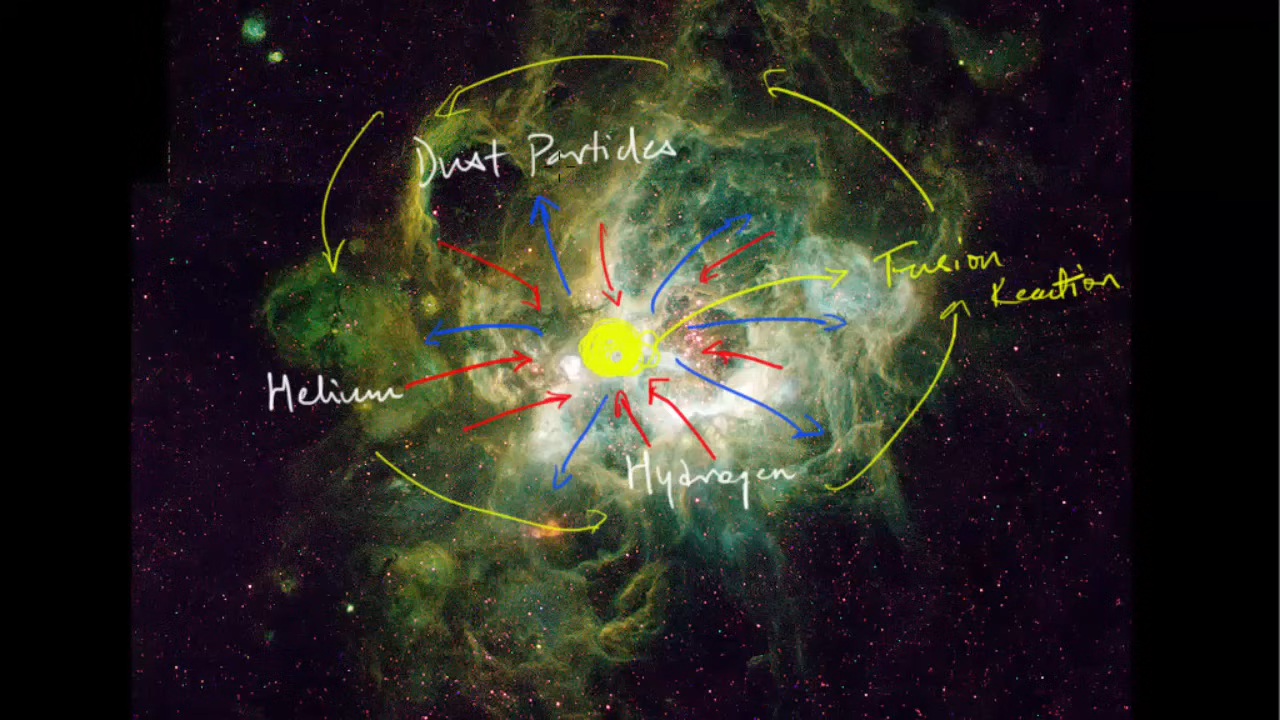 Dust Particles
Fusion
Reaction
Helium
Hydrogen